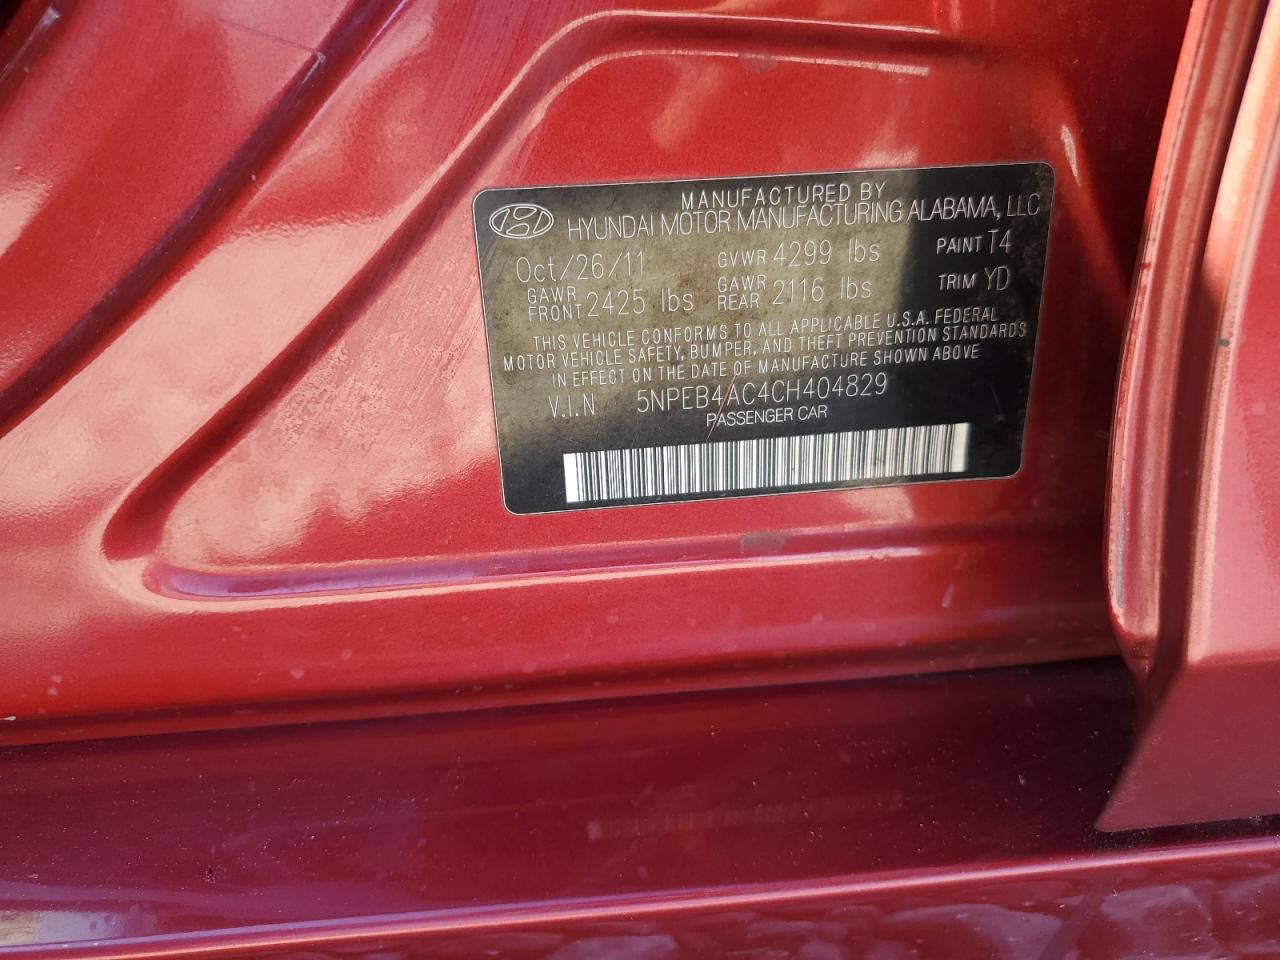 MANUFACTURED BY
HYUNDAI MOTOR MANUFACTURING ALABAMA, LLC
Oct/26/11 GVWR 4299 lbs PAINT T4
GAWR FRONT 2425 lbs GAWR REAR 2116 lbs TRIM YD
THIS VEHICLE CONFORMS TO ALL APPLICABLE U.S.A. FEDERAL
MOTOR VEHICLE SAFETY, BUMPER, AND THEFT PREVENTION STANDARDS
IN EFFECT ON THE DATE OF MANUFACTURE SHOWN ABOVE
V.I.N 5NPEB4AC4CH404829
PASSENGER CAR